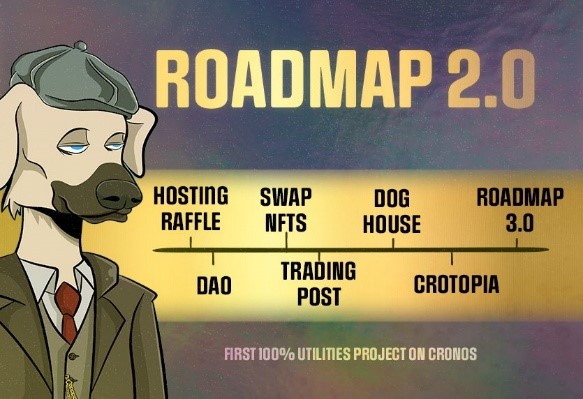 ROADMAP 2.0
HOSTING
RAFFLE
SWAP
NFTS
DOG
HOUSE
ROADMAP
3.0
DAO
TRADING
POST
CROTOPIA
FIRST 100% UTILITIES PROJECT ON CRONOS